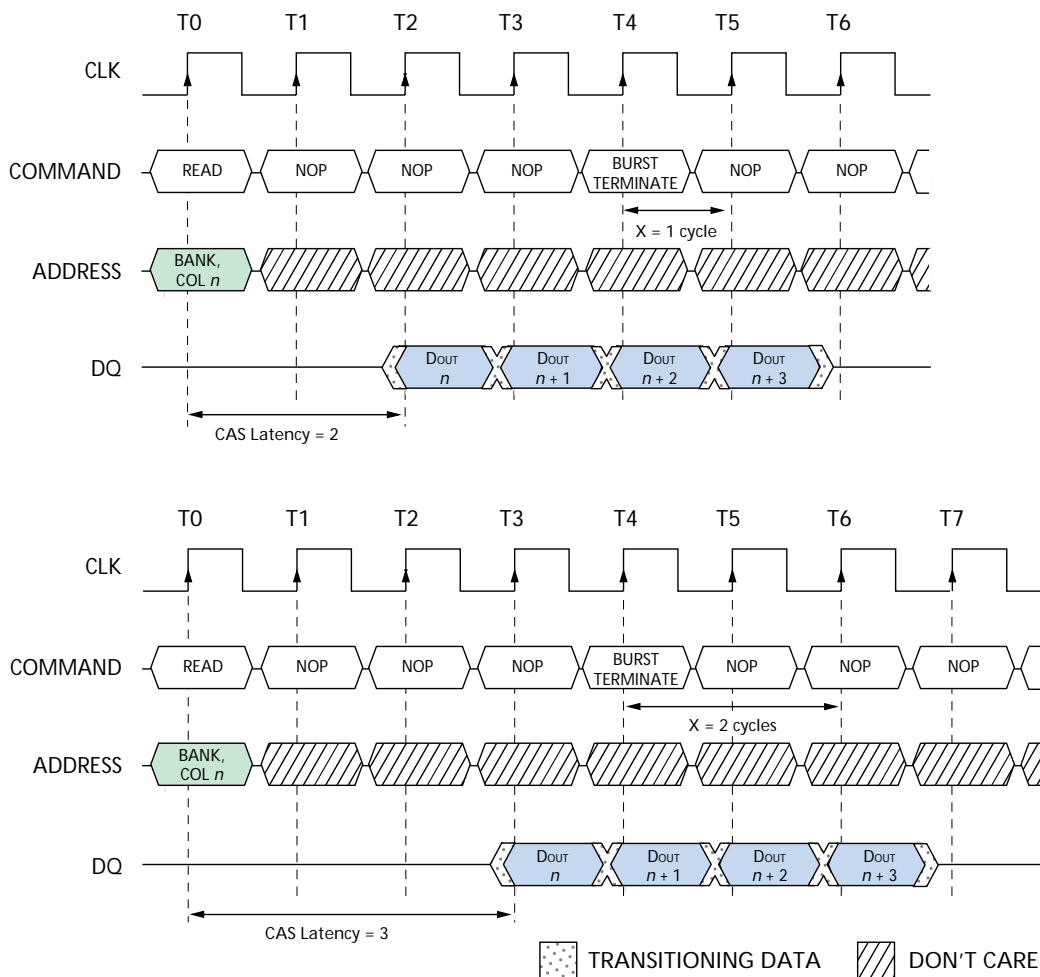 T0 T1 T2 T3 T4 T5 T6
CLK
COMMAND READ NOP NOP NOP BURST TERMINATE NOP NOP
X = 1 cycle
ADDRESS BANK, COL n
DQ DOUT n DOUT n + 1 DOUT n + 2 DOUT n + 3
CAS Latency = 2
T0 T1 T2 T3 T4 T5 T6 T7
CLK
COMMAND READ NOP NOP NOP BURST TERMINATE NOP NOP NOP
X = 2 cycles
ADDRESS BANK, COL n
DQ DOUT n DOUT n + 1 DOUT n + 2 DOUT n + 3
CAS Latency = 3
TRANSITIONING DATA DON'T CARE